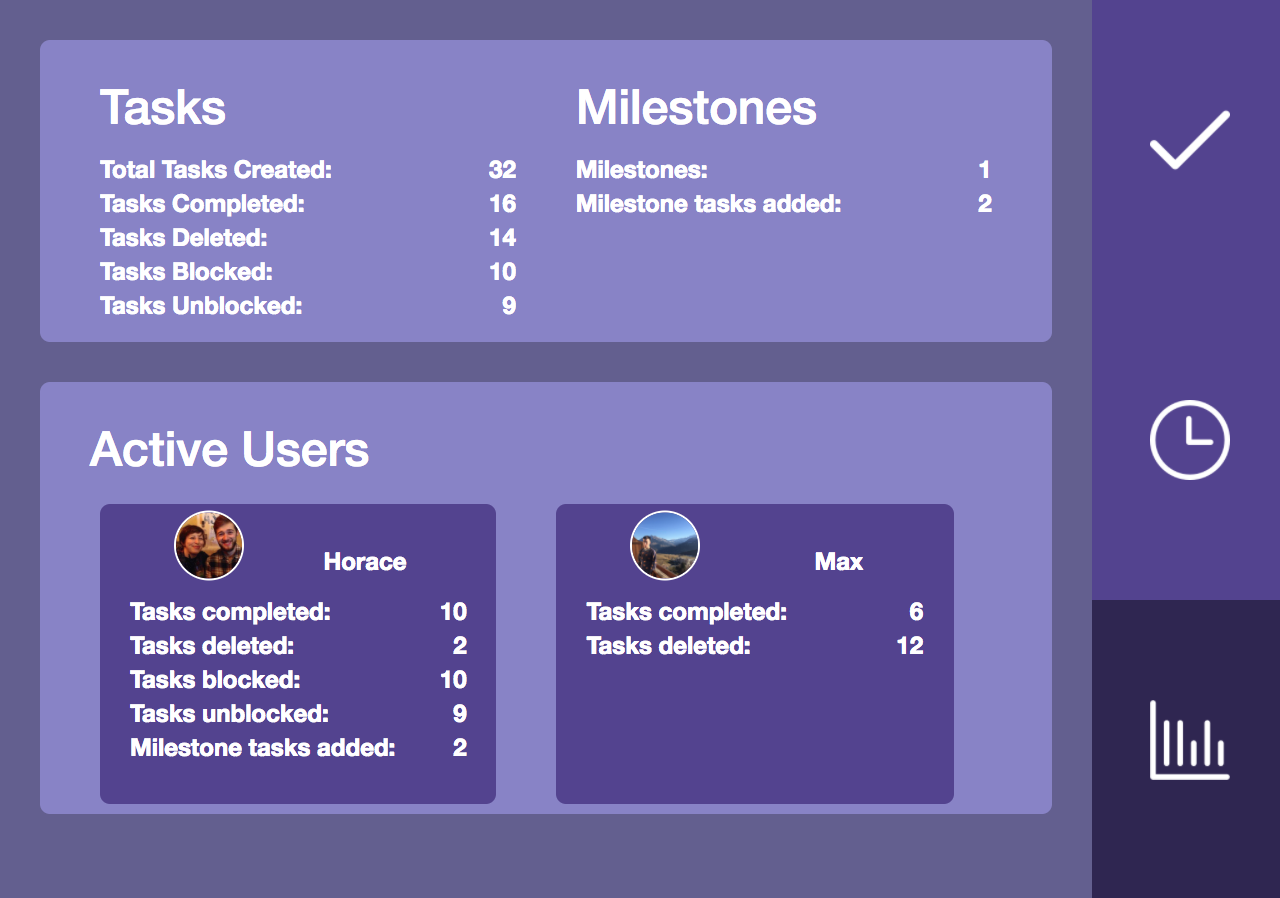 Tasks
Total Tasks Created: 32
Tasks Completed: 16
Tasks Deleted: 14
Tasks Blocked: 10
Tasks Unblocked: 9
Milestones
Milestones: 1
Milestone tasks added: 2
Active Users
Horace
Tasks completed: 10
Tasks deleted: 2
Tasks blocked: 10
Tasks unblocked: 9
Milestone tasks added: 2
Max
Tasks completed: 6
Tasks deleted: 12